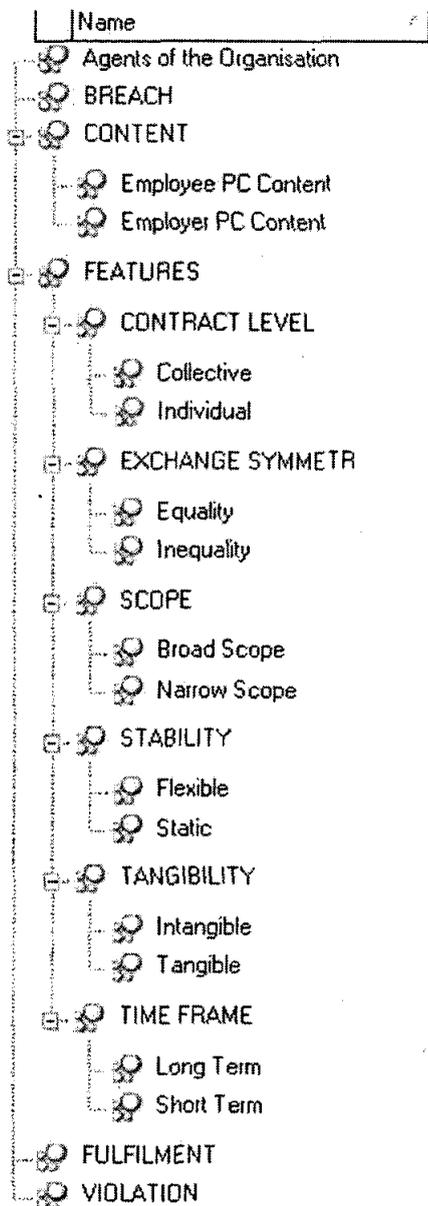 Name
Agents of the Organisation
BREACH
CONTENT
Employee PC Content
Employer PC Content
FEATURES
CONTRACT LEVEL
Collective
Individual
EXCHANGE SYMMETR
Equality
Inequality
SCOPE
Broad Scope
Narrow Scope
STABILITY
Flexible
Static
TANGIBILITY
Intangible
Tangible
TIME FRAME
Long Term
Short Term
FULFILMENT
VIOLATION